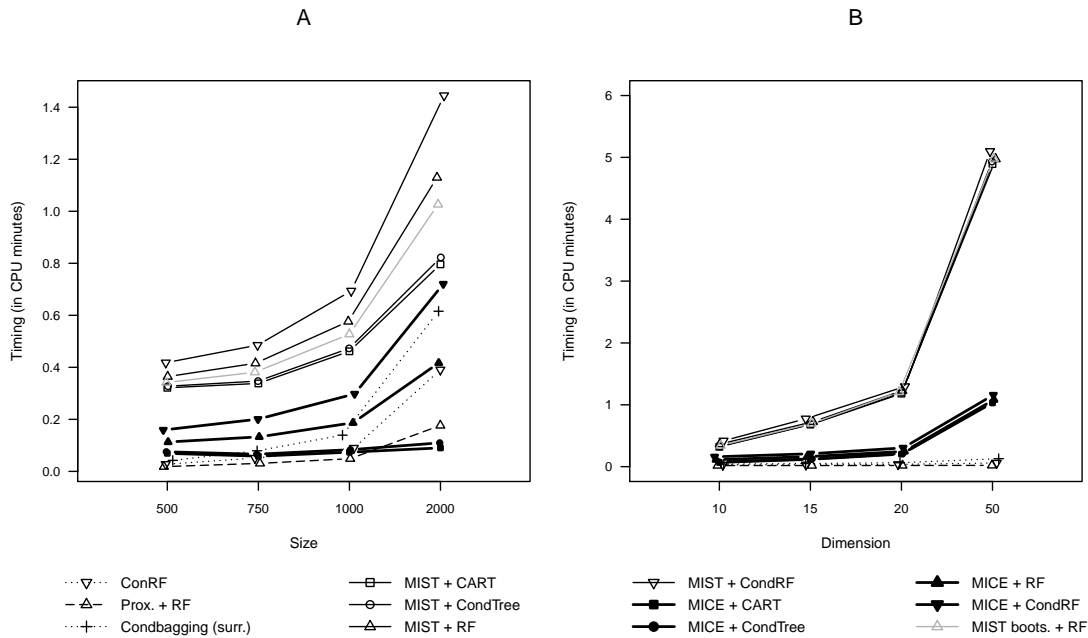 A
B
Timing (in CPU minutes)
1.4
1.2
1.0
0.8
0.6
0.4
0.2
0.0
500
750
1000
2000
Size
Timing (in CPU minutes)
6
5
4
3
2
1
0
10
15
20
50
Dimension
ConRF
Prox. + RF
Condbagging (surr.)
MIST + CART
MIST + CondTree
MIST + RF
MIST + CondRF
MICE + CART
MICE + CondTree
MICE + RF
MICE + CondRF
MIST boots. + RF